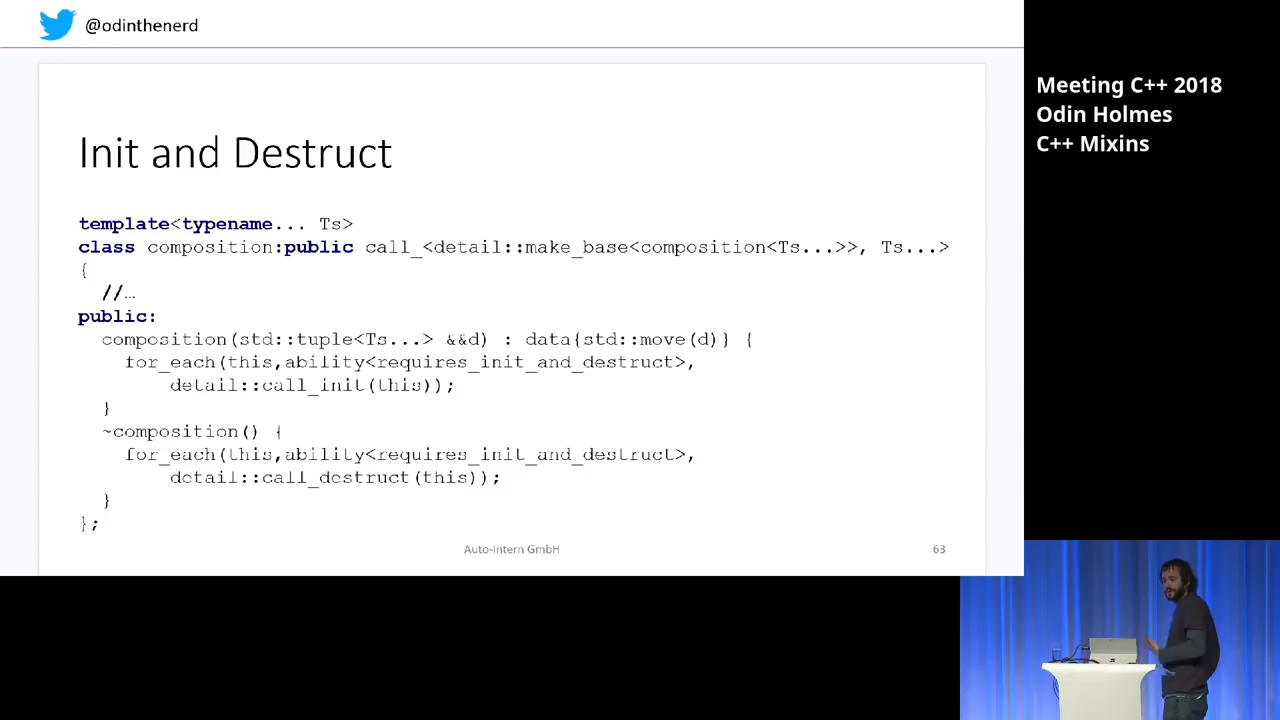 @odinthenerd
Init and Destruct
template<typename... Ts>
class composition:public call_<detail::make_base<composition<Ts...>>, Ts...>
{
//…
public:
composition(std::tuple<Ts...> &&d) : data{std::move(d)} {
for_each(this,ability<requires_init_and_destruct>,
detail::call_init(this));
}
~composition() {
for_each(this,ability<requires_init_and_destruct>,
detail::call_destruct(this));
}
};
Auto-Intern GmbH
63
Meeting C++ 2018
Odin Holmes
C++ Mixins